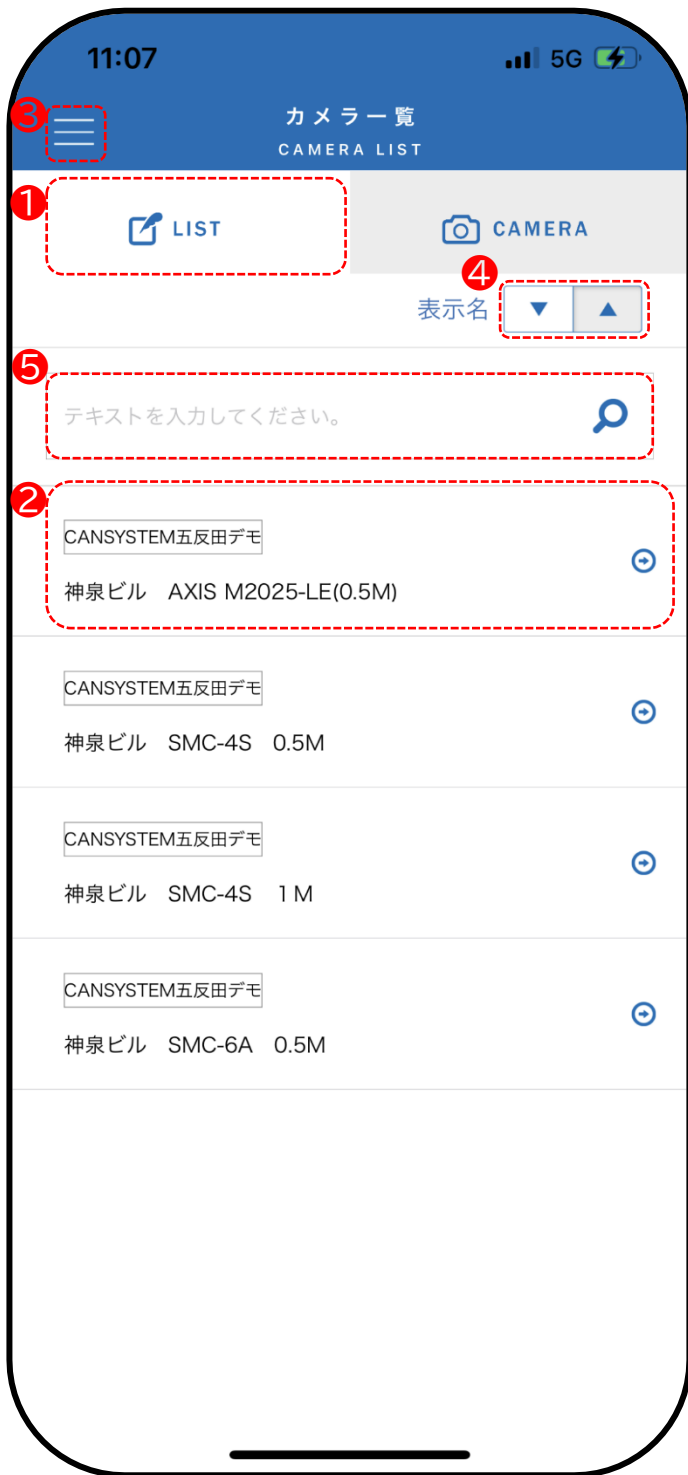 11:07 5G
③
カメラ一覧
CAMERA LIST
①
LIST CAMERA
④
表示名 ▼ ▲
⑤
テキストを入力してください。
②
CANSYSTEM五反田デモ
神泉ビル　AXIS M2025-LE(0.5M)
CANSYSTEM五反田デモ
神泉ビル　SMC-4S　0.5M
CANSYSTEM五反田デモ
神泉ビル　SMC-4S　１M
CANSYSTEM五反田デモ
神泉ビル　SMC-6A　0.5M